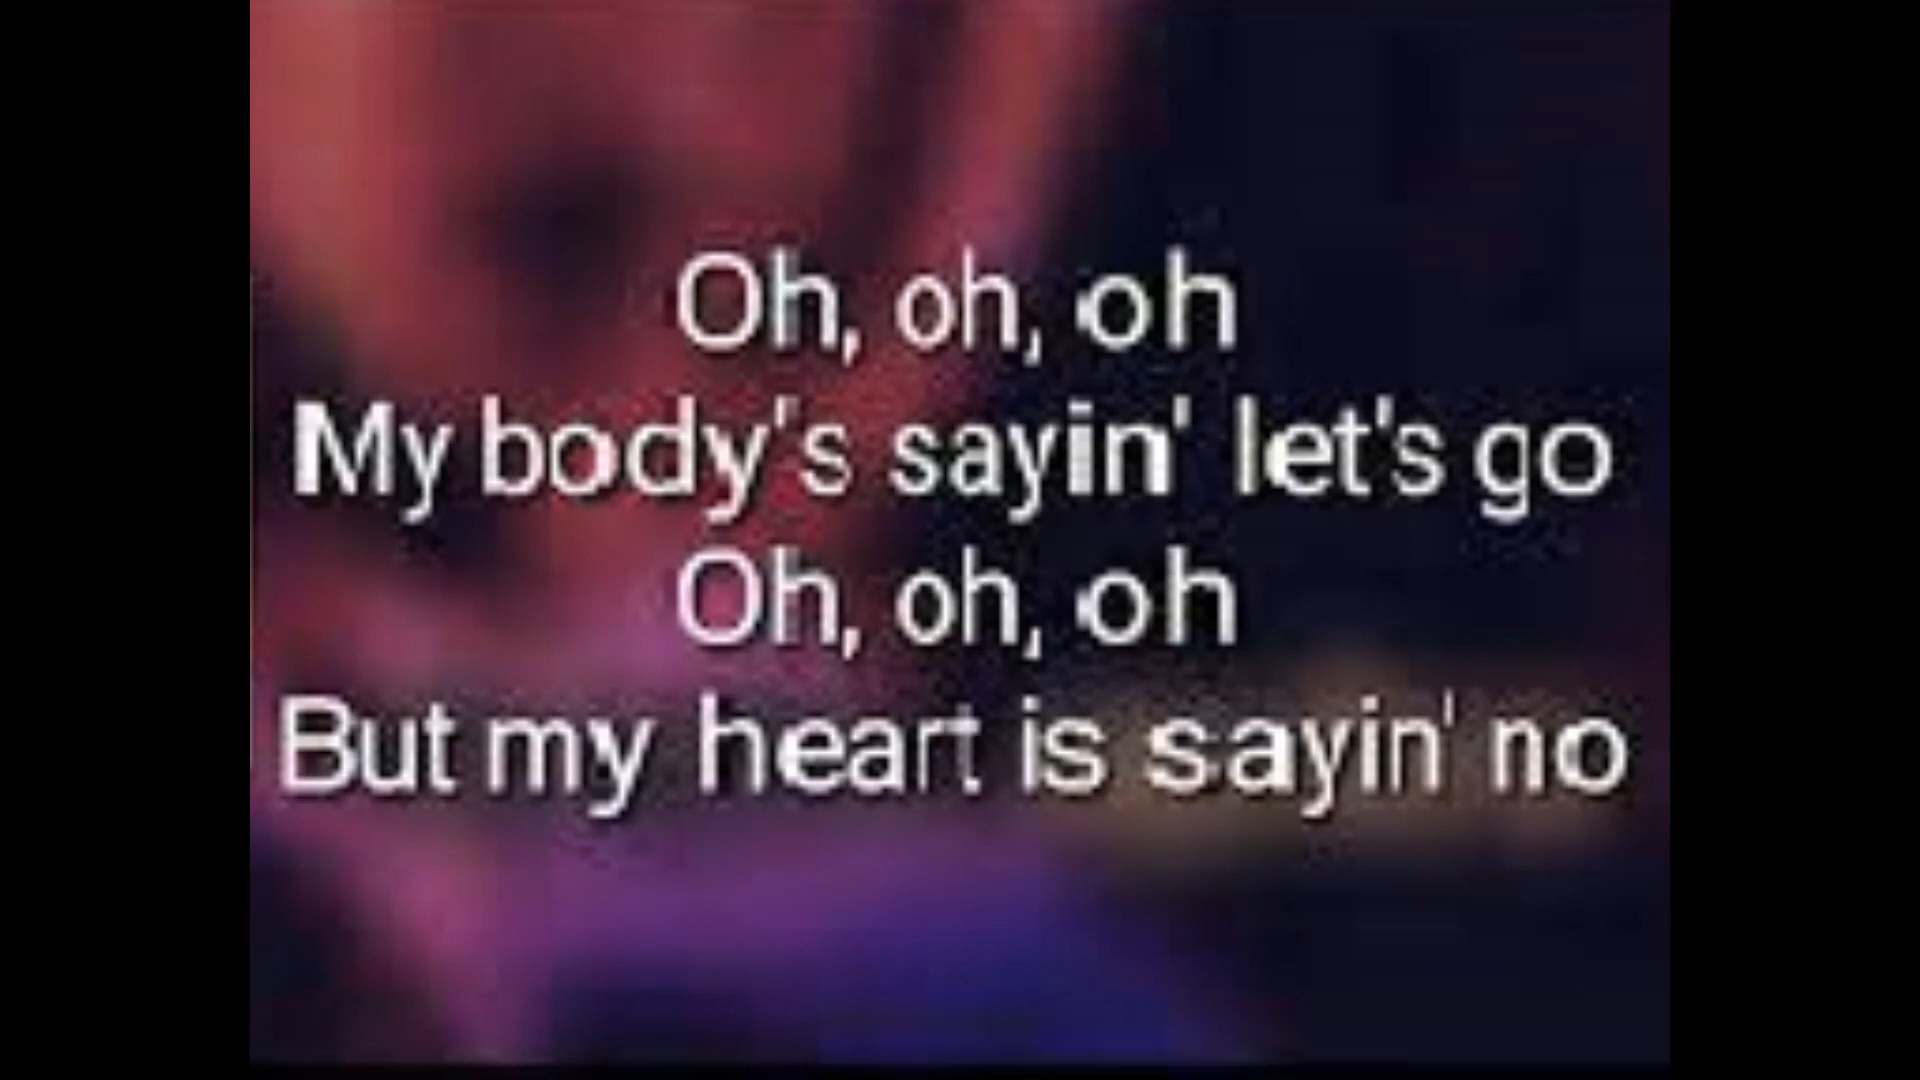 Oh, oh, oh
My body's sayin' let's go
Oh, oh, oh
But my heart is sayin' no